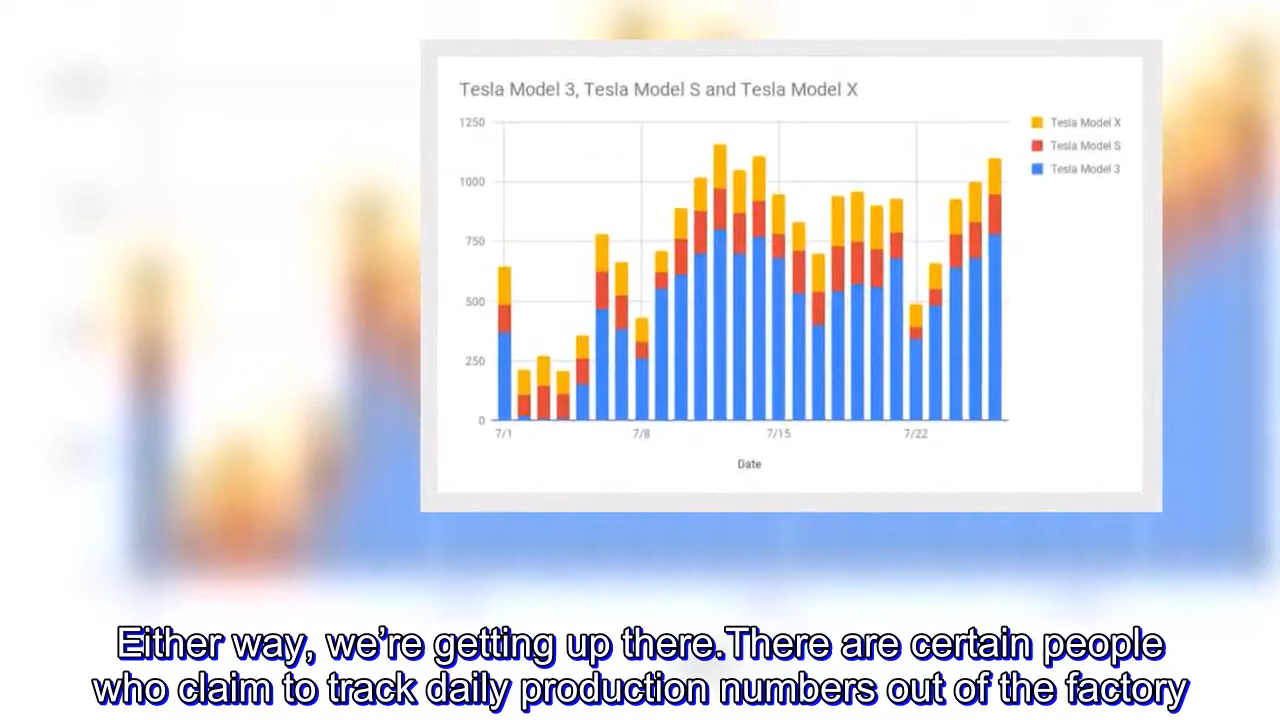 Tesla Model 3, Tesla Model S and Tesla Model X
1250
1000
750
500
250
0
7/1
7/8
7/15
7/22
Date
Tesla Model X
Tesla Model S
Tesla Model 3
Either way, we're getting up there.There are certain people
who claim to track daily production numbers out of the factory